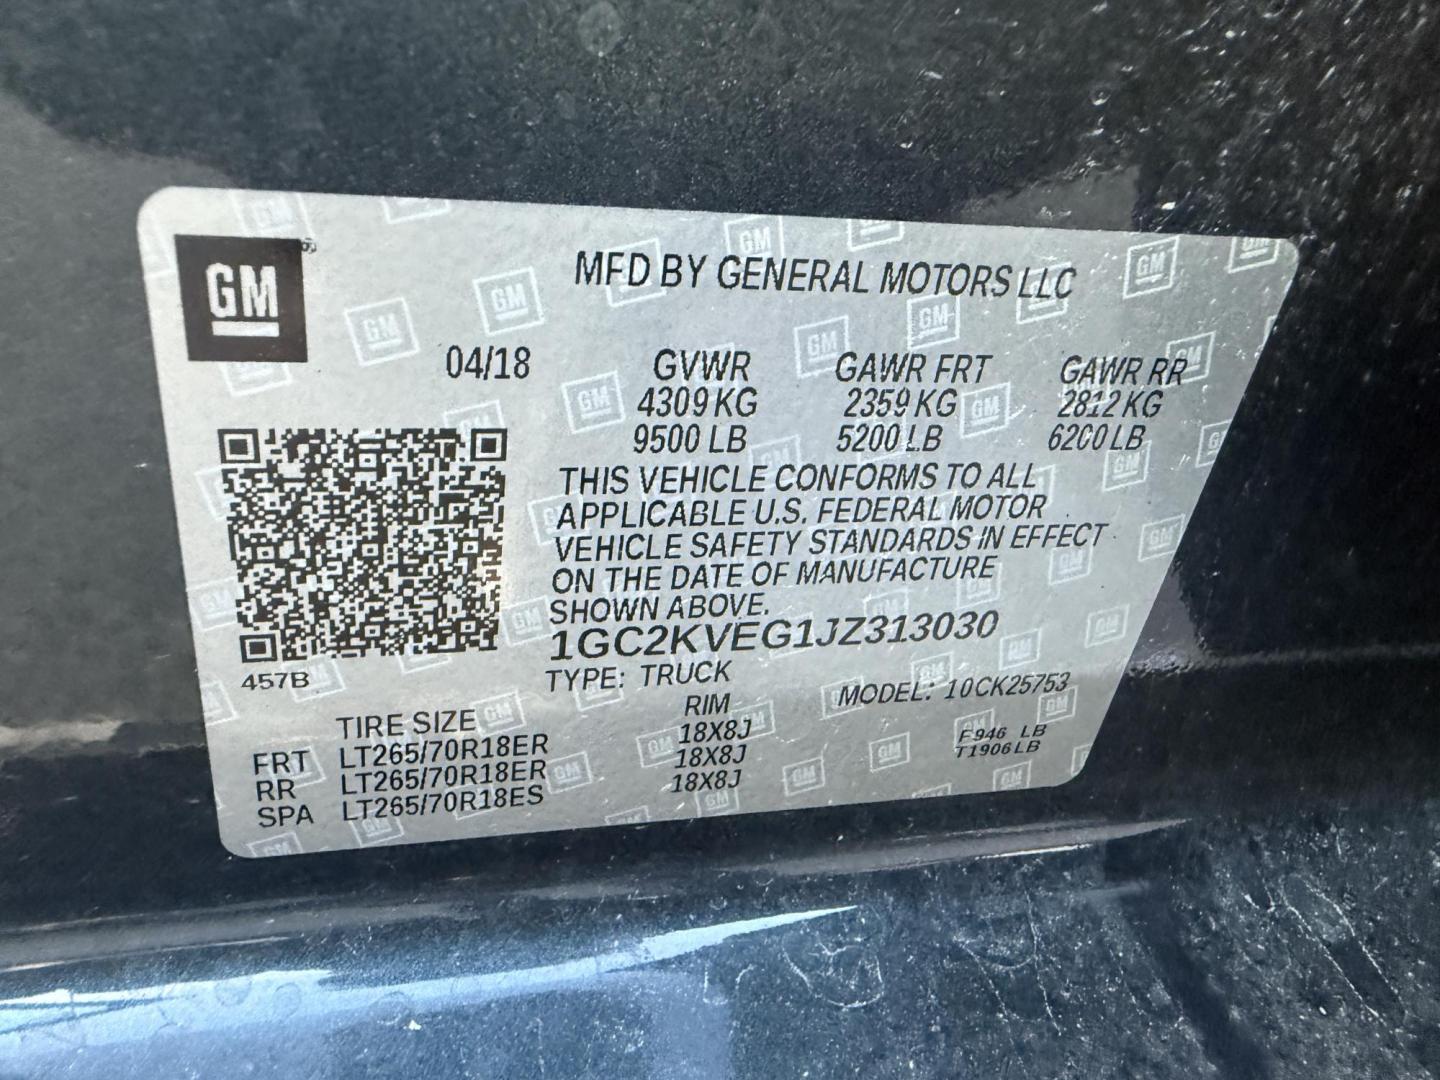 GM
MFD BY GENERAL MOTORS LLC
04/18 GVWR GAWR FRT GAWR RR
4309 KG 2359 KG 2812 KG
9500 LB 5200 LB 6200 LB
THIS VEHICLE CONFORMS TO ALL
APPLICABLE U.S. FEDERAL MOTOR
VEHICLE SAFETY STANDARDS IN EFFECT
ON THE DATE OF MANUFACTURE
SHOWN ABOVE.
1GC2KVEG1JZ313030
457B
TYPE: TRUCK MODEL: 10CK25753
TIRE SIZE RIM
FRT LT265/70R18ER 18X8J
RR LT265/70R18ER 18X8J
SPA LT265/70R18ES 18X8J
F946 LB
T1906LB